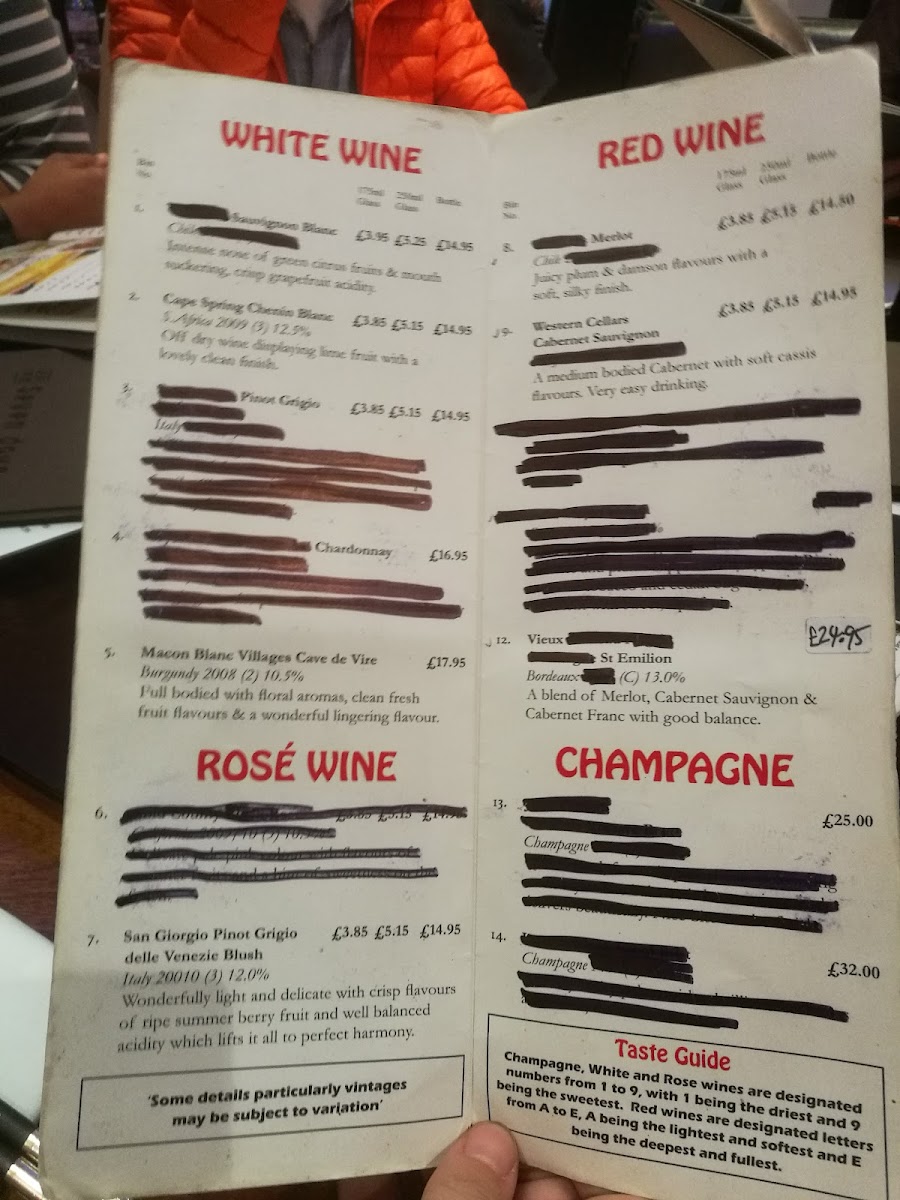 WHITE WINE
Bin
No.
175ml
Glass
250ml
Glass
Bottle
1.
Sauvignon Blanc £3.95 £5.25 £14.95
Intense nose of green citrus fruits & mouth
watering, crisp grapefruit acidity.
2. Cape Spring Chenin Blanc £3.85 £5.15 £14.95
S. Africa 2009 (3) 12.5%
Off dry wine displaying lime fruit with a
lovely clean finish.
3. Pinot Grigio £3.85 £5.15 £14.95
Italy
4. Chardonnay £16.95
5. Macon Blanc Villages Cave de Vire £17.95
Burgundy 2008 (2) 10.5%
Full bodied with floral aromas, clean fresh
fruit flavours & a wonderful lingering flavour.
ROSÉ WINE
6.
7. San Giorgio Pinot Grigio £3.85 £5.15 £14.95
delle Venezie Blush
Italy 20010 (3) 12.0%
Wonderfully light and delicate with crisp flavours
of ripe summer berry fruit and well balanced
acidity which lifts it all to perfect harmony.
'Some details particularly vintages
may be subject to variation'
RED WINE
Bin
No.
175ml
Glass
250ml
Glass
Bottle
8. Merlot £3.85 £5.15 £14.50
Juicy plum & damson flavours with a
soft, silky finish.
9. Western Cellars £3.85 £5.15 £14.95
Cabernet Sauvignon
A medium bodied Cabernet with soft cassis
flavours. Very easy drinking.
12. Vieux £24.95
St Emilion
Bordeaux (C) 13.0%
A blend of Merlot, Cabernet Sauvignon &
Cabernet Franc with good balance.
CHAMPAGNE
13.
£25.00
Champagne
14.
Champagne £32.00
Taste Guide
Champagne, White and Rose wines are designated
numbers from 1 to 9, with 1 being the driest and 9
being the sweetest. Red wines are designated letters
from A to E, A being the lightest and softest and E
being the deepest and fullest.